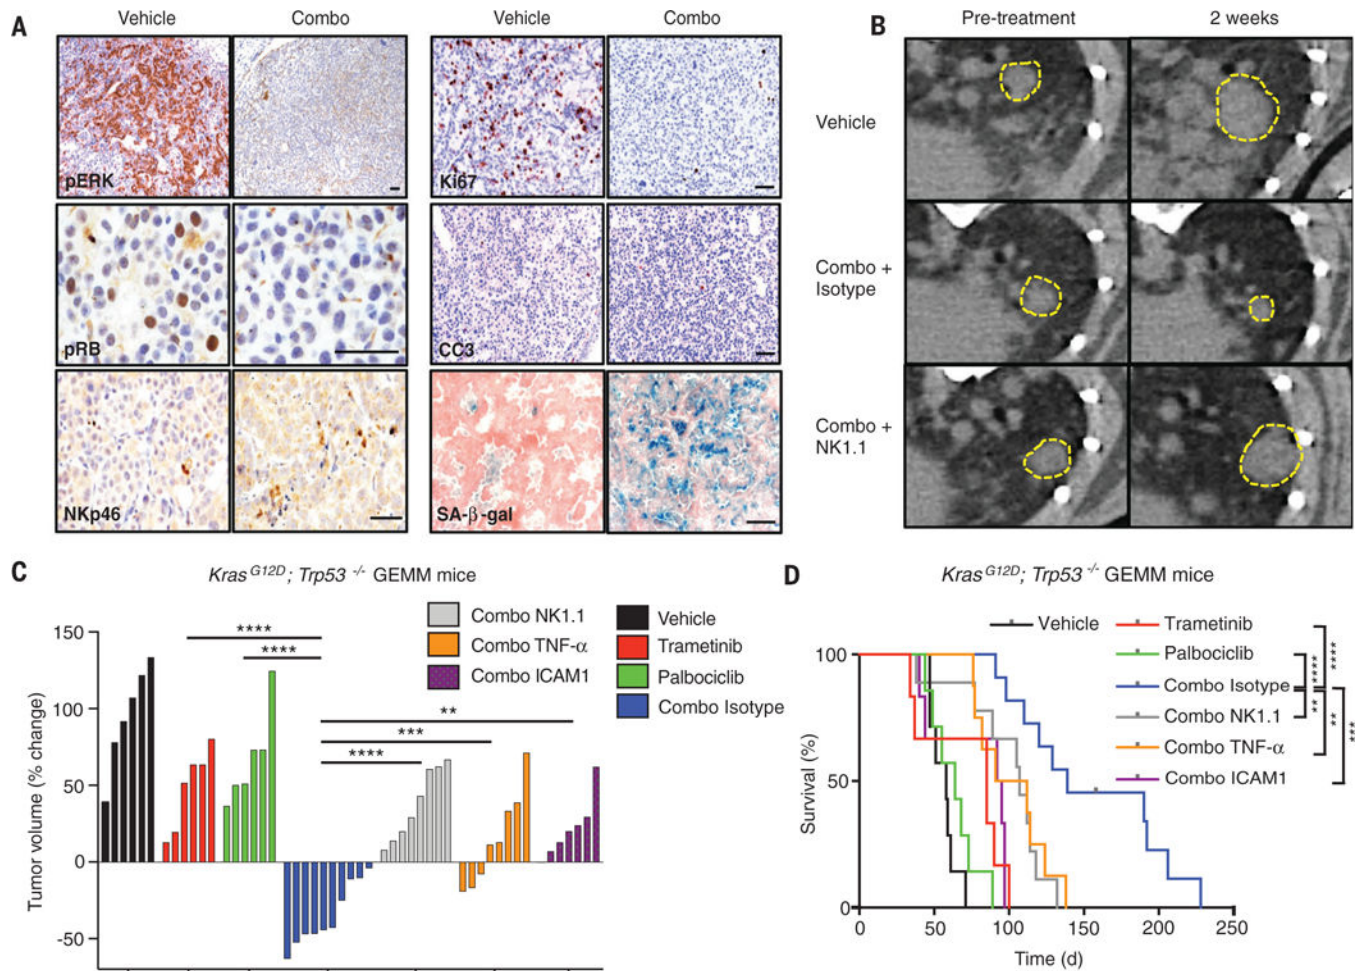 A
Vehicle
Combo
Vehicle
Combo
pERK
Ki67
pRB
CC3
NKp46
SA-β-gal
B
Pre-treatment
2 weeks
Vehicle
Combo +
Isotype
Combo +
NK1.1
C
Kras G12D; Trp53 -/- GEMM mice
Combo NK1.1
Combo TNF-α
Combo ICAM1
Vehicle
Trametinib
Palbociclib
Combo Isotype
Tumor volume (% change)
150
100
50
0
-50
****
****
**
***
****
D
Kras G12D; Trp53 -/- GEMM mice
Vehicle
Trametinib
Palbociclib
Combo Isotype
Combo NK1.1
Combo TNF-α
Combo ICAM1
****
****
**
**
***
Survival (%)
100
50
0
0
50
100
150
200
250
Time (d)